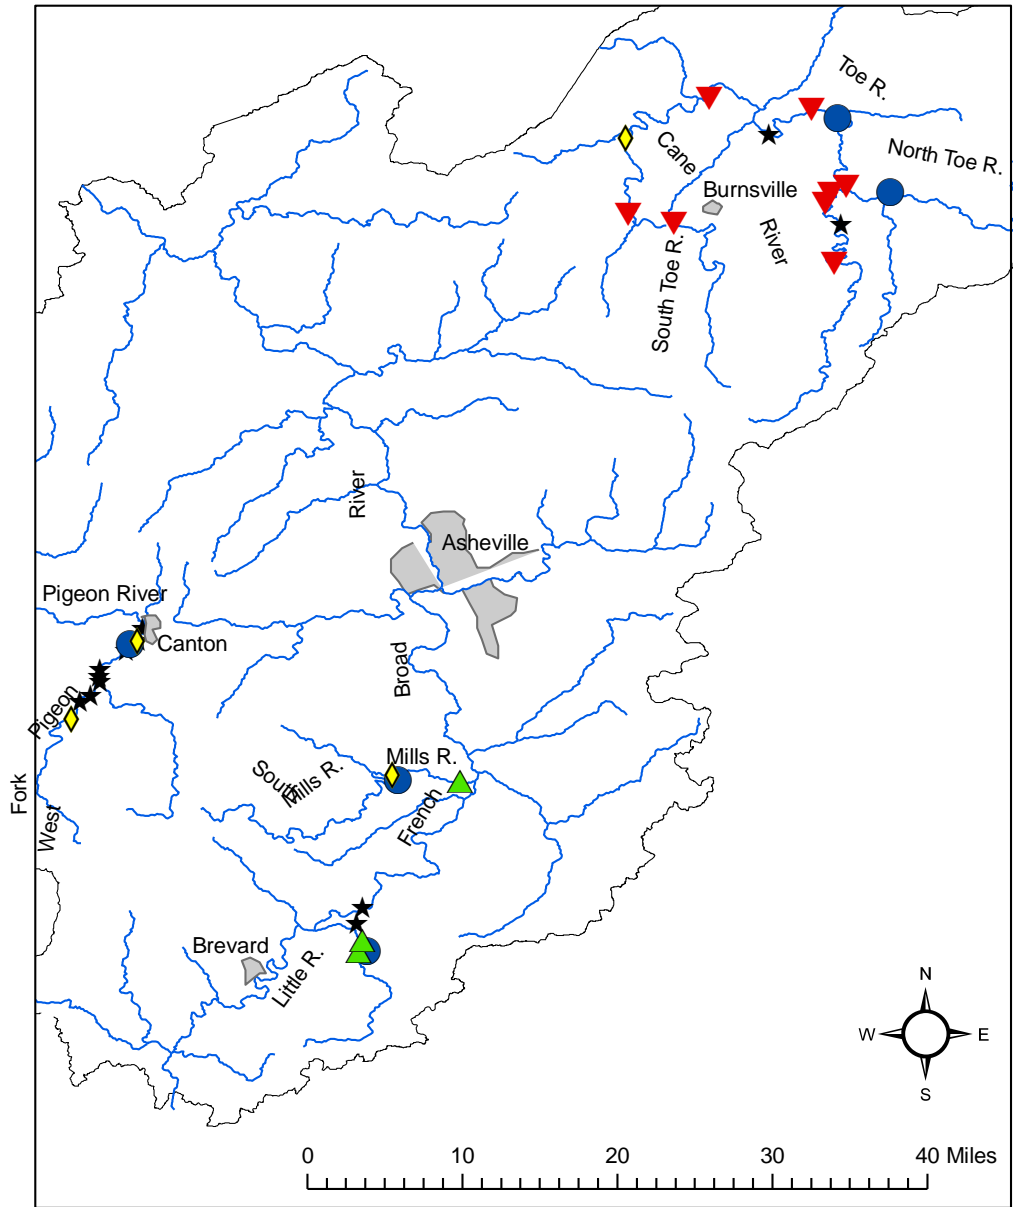 Toe R.
North Toe R.
Cane
Burnsville
River
South Toe R.
River
Asheville
Pigeon River
Canton
Broad
Pigeon
Mills R.
South
Mills R.
French
Fork
West
Brevard
Little R.
N
W
E
S
0 10 20 30 40 Miles